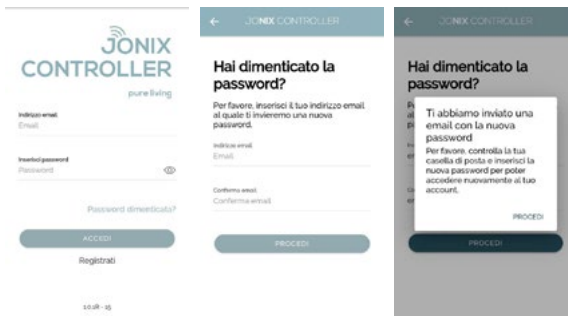 JONIX
CONTROLLER
pure living
Indirizzo email
Email
Inserisci password
Password
Password dimenticata?
ACCEDI
Registrati
1.0.18 - 15
JONIX CONTROLLER
Hai dimenticato la
password?
Per favore, inserisci il tuo indirizzo email
al quale ti invieremo una nuova
password.
Indirizzo email
Email
Conferma email
Conferma email
PROCEDI
JONIX CONTROLLER
Hai dimenticato la
password?
Ti abbiamo inviato una
email con la nuova
password
Per favore, controlla la tua
casella di posta e inserisci la
nuova password per poter
accedere nuovamente al tuo
account.
PROCEDI
PROCEDI